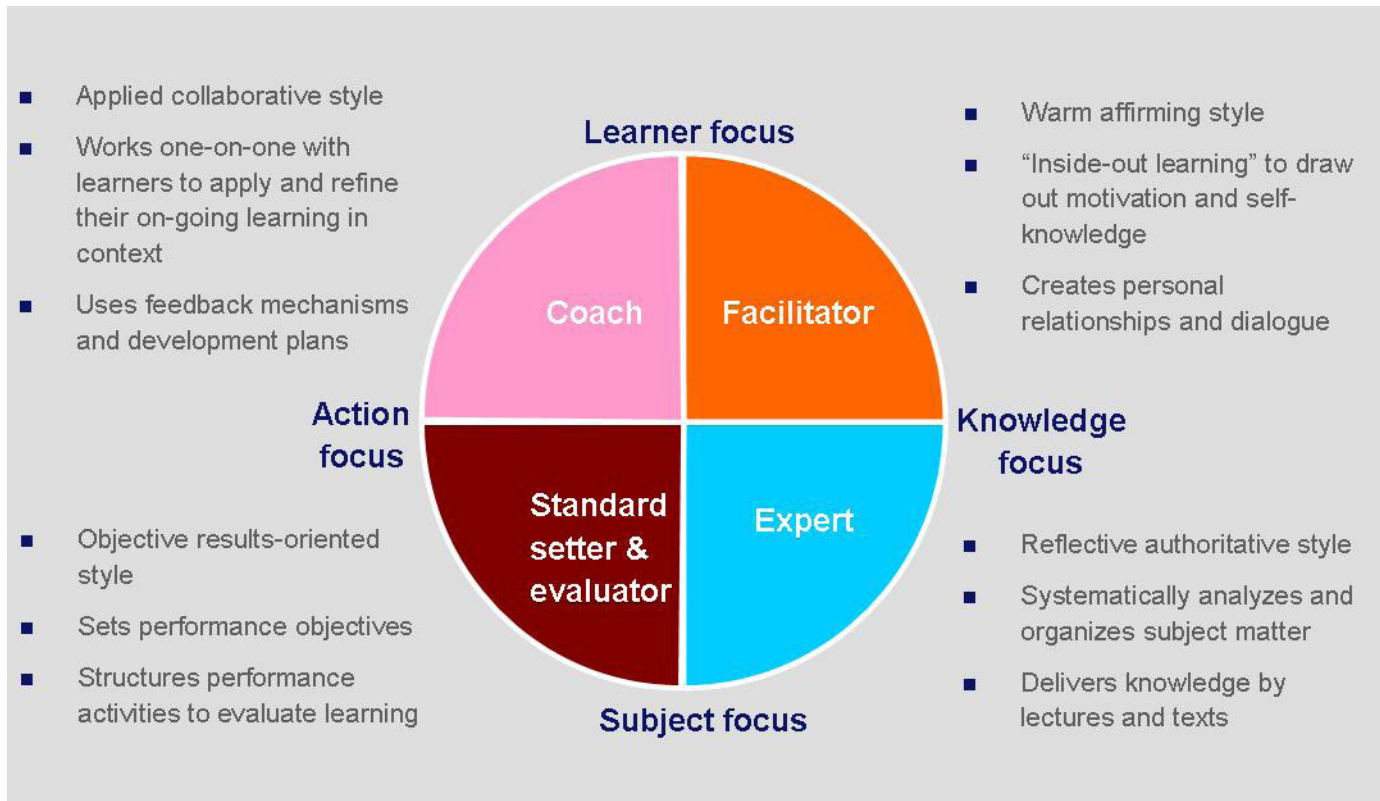 Learner focus
■ Applied collaborative style
■ Works one-on-one with
learners to apply and refine
their on-going learning in
context
■ Uses feedback mechanisms
and development plans
■ Warm affirming style
■ “Inside-out learning” to draw
out motivation and self-
knowledge
■ Creates personal
relationships and dialogue
Coach
Facilitator
Action
focus
Knowledge
focus
Standard
setter &
evaluator
Expert
■ Objective results-oriented
style
■ Sets performance objectives
■ Structures performance
activities to evaluate learning
■ Reflective authoritative style
■ Systematically analyzes and
organizes subject matter
■ Delivers knowledge by
lectures and texts
Subject focus